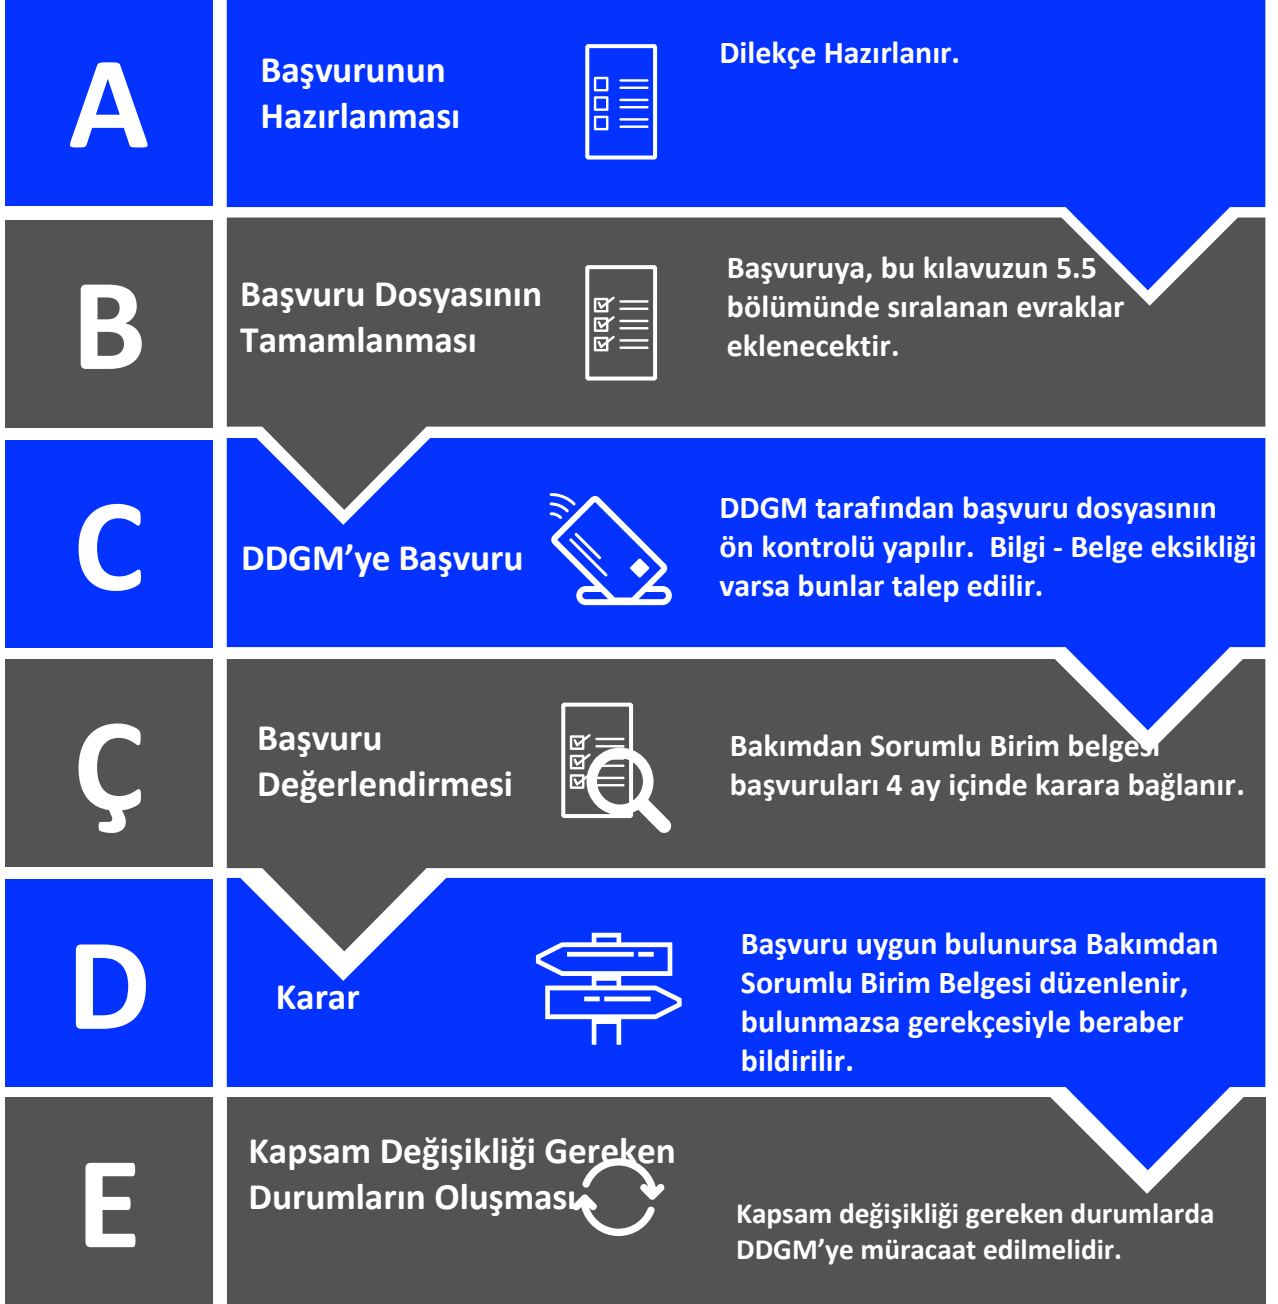 A
Başvurunun
Hazırlanması
Dilekçe Hazırlanır.
B
Başvuru Dosyasının
Tamamlanması
Başvuruya, bu kılavuzun 5.5
bölümünde sıralanan evraklar
eklenecektir.
C
DDGM’ye Başvuru
DDGM tarafından başvuru dosyasının
ön kontrolü yapılır.  Bilgi - Belge eksikliği
varsa bunlar talep edilir.
Ç
Başvuru
Değerlendirmesi
Bakımdan Sorumlu Birim belgesi
başvuruları 4 ay içinde karara bağlanır.
D
Karar
Başvuru uygun bulunursa Bakımdan
Sorumlu Birim Belgesi düzenlenir,
bulunmazsa gerekçesiyle beraber
bildirilir.
E
Kapsam Değişikliği Gereken
Durumların Oluşması
Kapsam değişikliği gereken durumlarda
DDGM’ye müracaat edilmelidir.